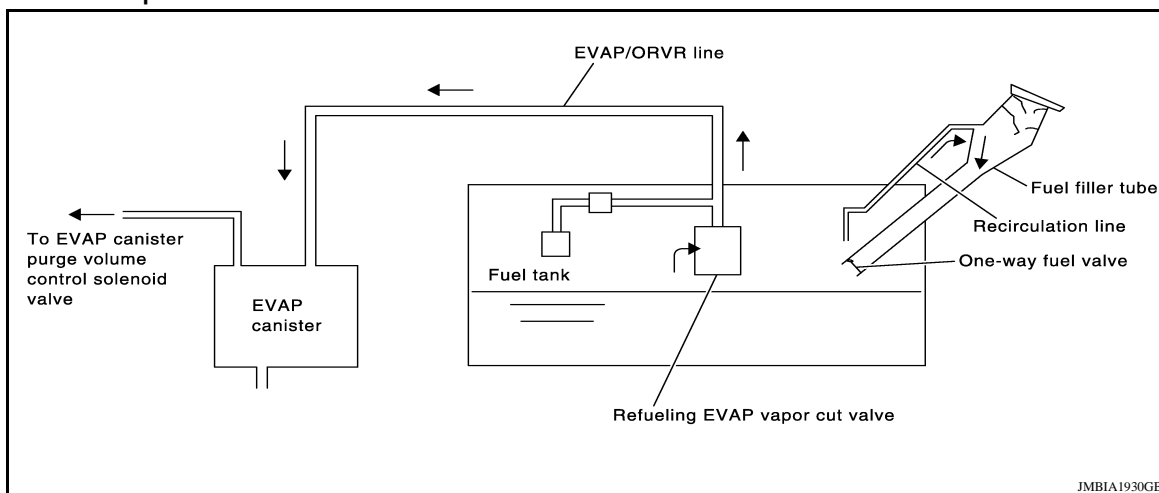 EVAP/ORVR line
Fuel filler tube
Recirculation line
One-way fuel valve
To EVAP canister
purge volume
control solenoid
valve
Fuel tank
EVAP
canister
Refueling EVAP vapor cut valve
JMBIA1930GB